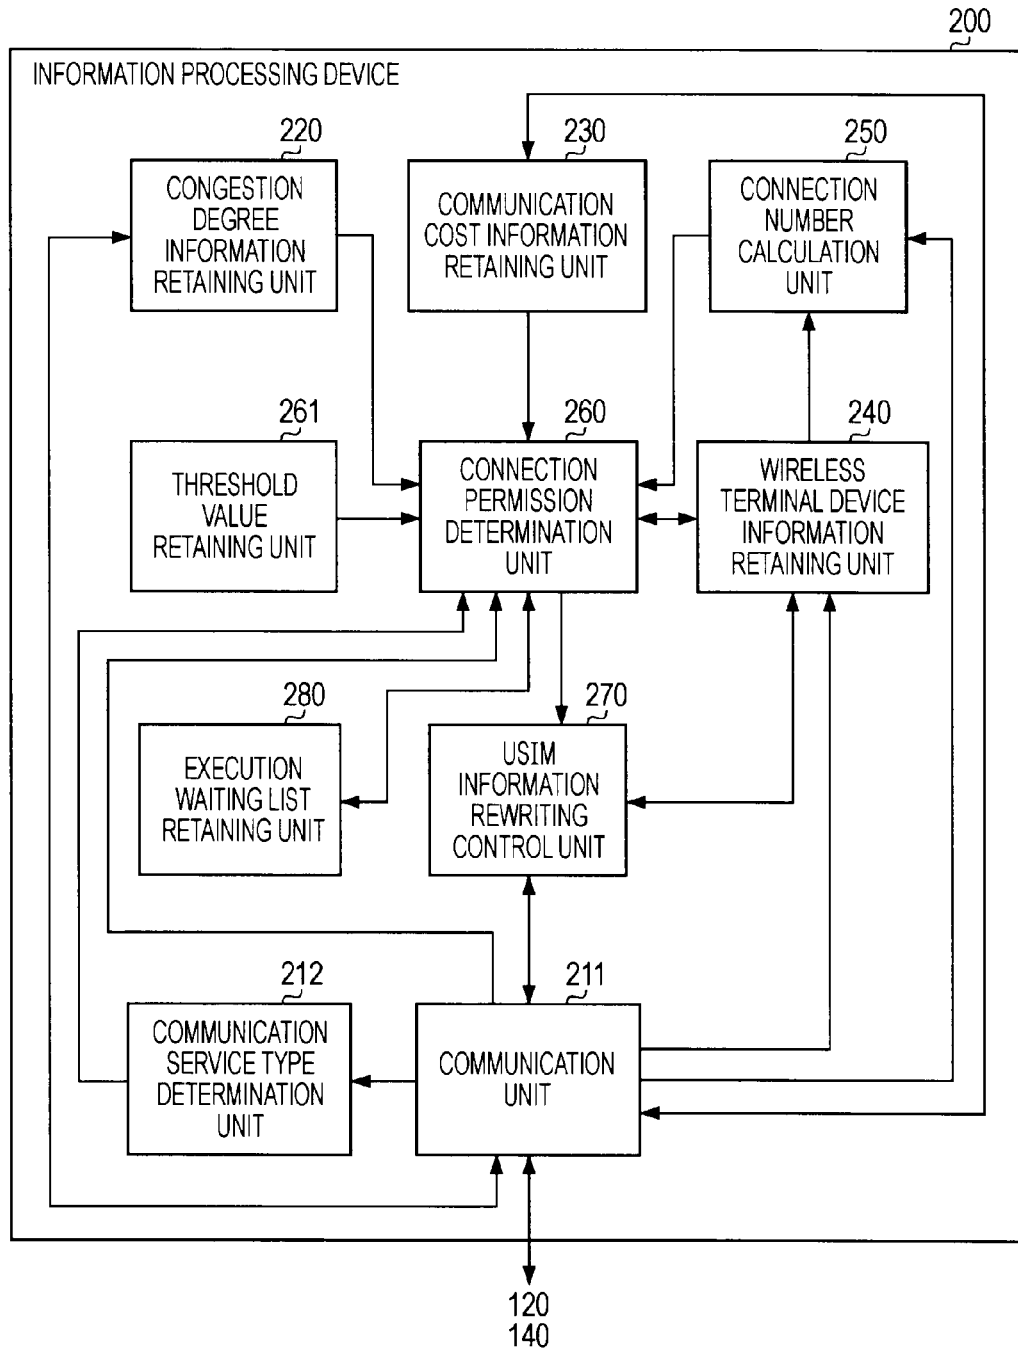 200
INFORMATION PROCESSING DEVICE
220
CONGESTION
DEGREE
INFORMATION
RETAINING UNIT
230
COMMUNICATION
COST INFORMATION
RETAINING UNIT
250
CONNECTION
NUMBER
CALCULATION
UNIT
261
THRESHOLD
VALUE
RETAINING UNIT
260
CONNECTION
PERMISSION
DETERMINATION
UNIT
240
WIRELESS
TERMINAL DEVICE
INFORMATION
RETAINING UNIT
280
EXECUTION
WAITING LIST
RETAINING UNIT
270
USIM
INFORMATION
REWRITING
CONTROL UNIT
212
COMMUNICATION
SERVICE TYPE
DETERMINATION
UNIT
211
COMMUNICATION
UNIT
120
140